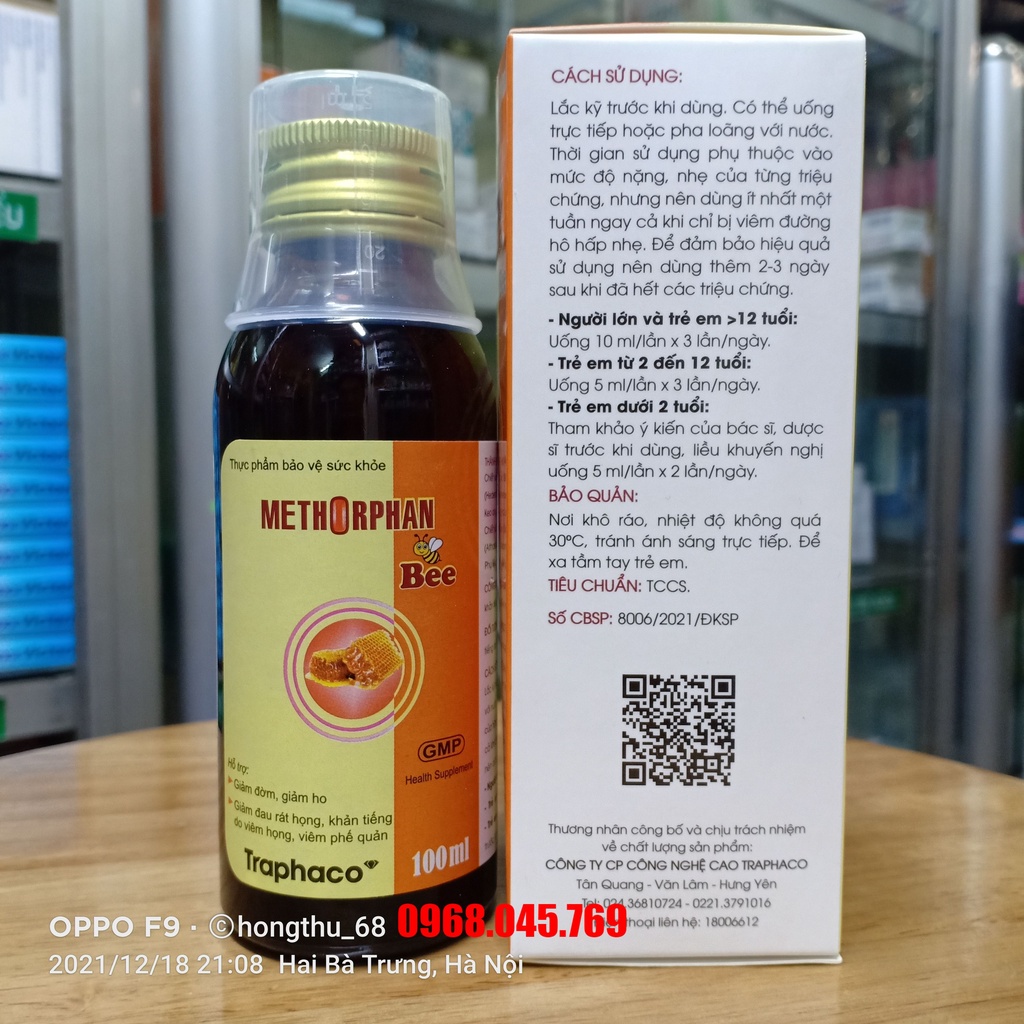 Thực phẩm bảo vệ sức khỏe
METHORPHAN
Bee
GMP
Health Supplement
Hỗ trợ:
Giảm đờm, giảm ho
Giảm đau rát họng, khản tiếng
do viêm họng, viêm phế quản
Traphaco
100ml
CÁCH SỬ DỤNG:
Lắc kỹ trước khi dùng. Có thể uống
trực tiếp hoặc pha loãng với nước.
Thời gian sử dụng phụ thuộc vào
mức độ nặng, nhẹ của từng triệu
chứng, nhưng nên dùng ít nhất một
tuần ngay cả khi chỉ bị viêm đường
hô hấp nhẹ. Để đảm bảo hiệu quả
sử dụng nên dùng thêm 2-3 ngày
sau khi đã hết các triệu chứng.
- Người lớn và trẻ em >12 tuổi:
Uống 10 ml/lần x 3 lần/ngày.
- Trẻ em từ 2 đến 12 tuổi:
Uống 5 ml/lần x 3 lần/ngày.
- Trẻ em dưới 2 tuổi:
Tham khảo ý kiến của bác sĩ, dược
sĩ trước khi dùng, liều khuyến nghị
uống 5 ml/lần x 2 lần/ngày.
BẢO QUẢN:
Nơi khô ráo, nhiệt độ không quá
30ºC, tránh ánh sáng trực tiếp. Để
xa tầm tay trẻ em.
TIÊU CHUẨN: TCCS.
Số CBSP: 8006/2021/ĐKSP
Thương nhân công bố và chịu trách nhiệm
về chất lượng sản phẩm:
CÔNG TY CP CÔNG NGHỆ CAO TRAPHACO
Tân Quang - Văn Lâm - Hưng Yên
Tel: 024.36810724 - 0221.3791016
thoại liên hệ: 18006612
OPPO F9 · ©hongthu_68 0968.045.769
2021/12/18 21:08 Hai Bà Trưng, Hà Nội